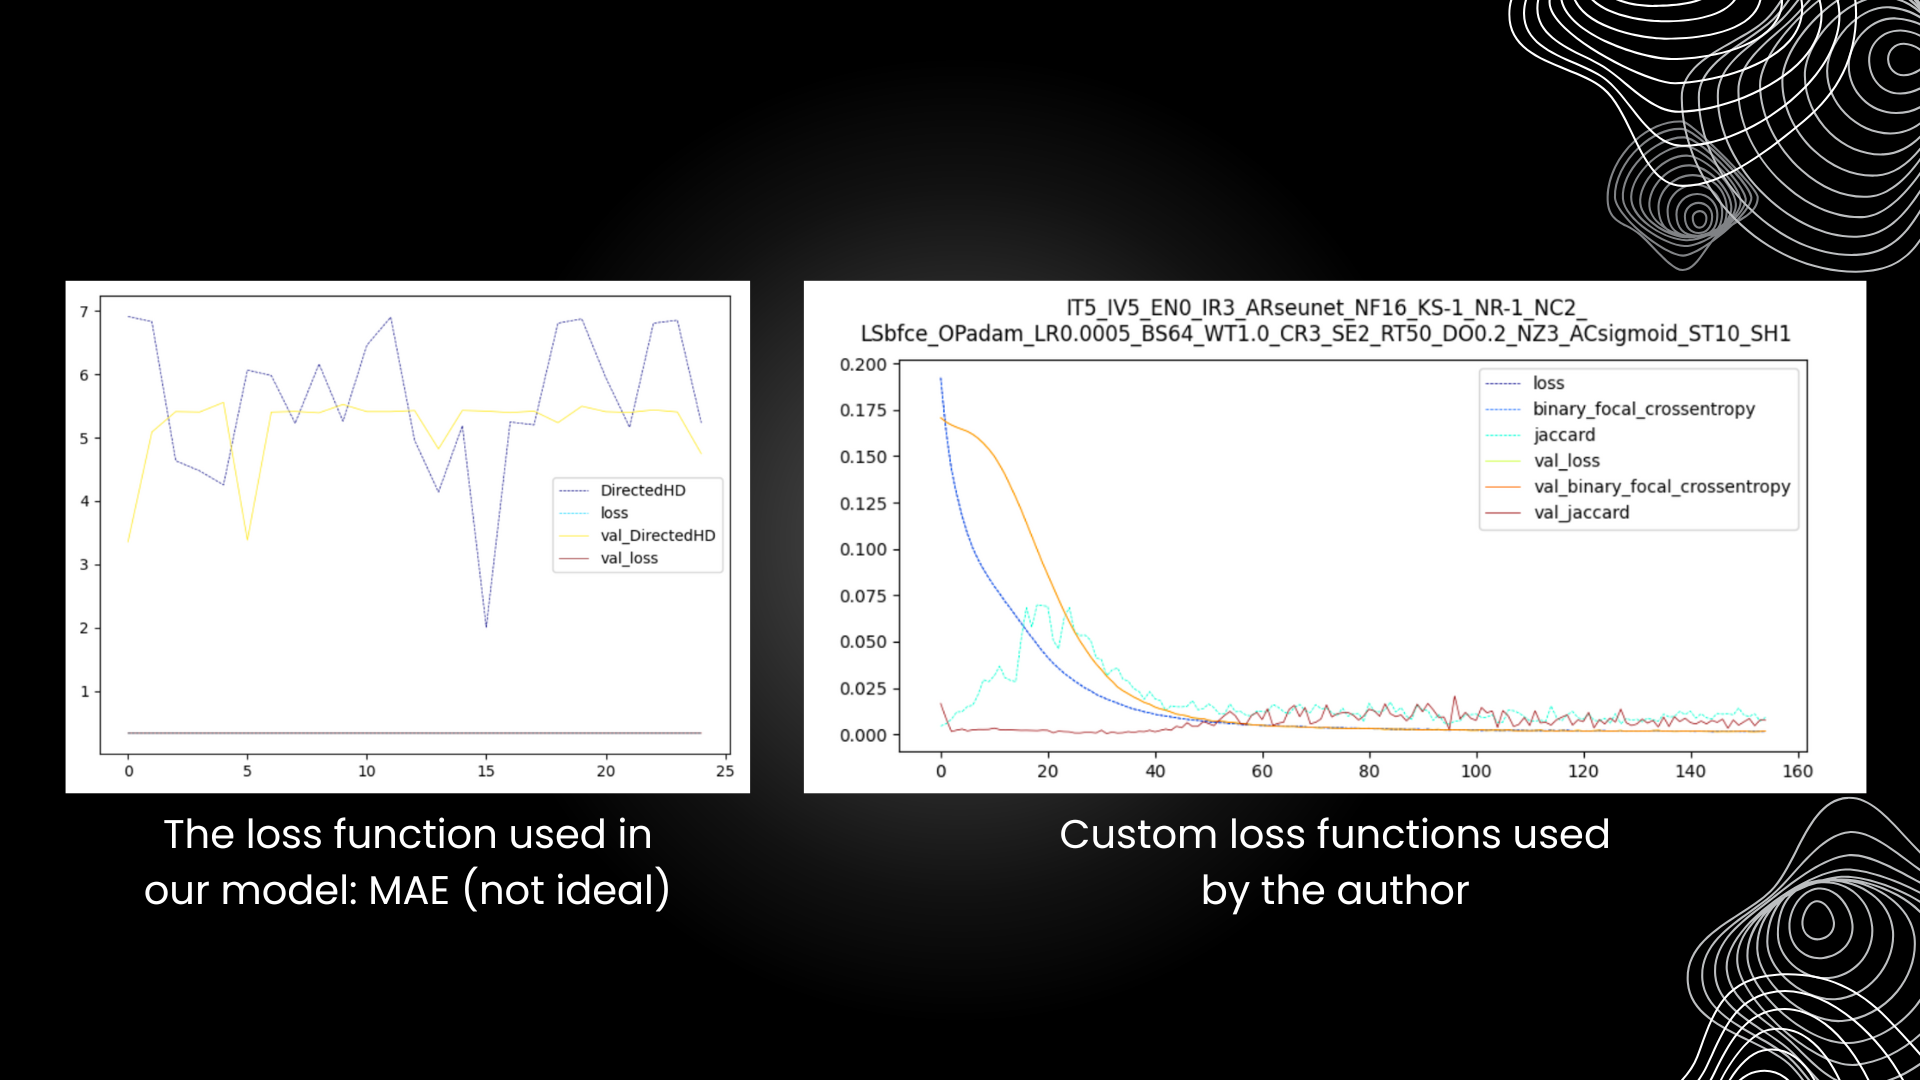 7
6
5
4
3
2
1
0
5
10
15
20
25
DirectedHD
loss
val_DirectedHD
val_loss
The loss function used in
our model: MAE (not ideal)
IT5_IV5_EN0_IR3_ARseunet_NF16_KS-1_NR-1_NC2_
LSbfce_OPadam_LR0.0005_BS64_WT1.0_CR3_SE2_RT50_DO0.2_NZ3_ACsigmoid_ST10_SH1
0.200
0.175
0.150
0.125
0.100
0.075
0.050
0.025
0.000
0
20
40
60
80
100
120
140
160
loss
binary_focal_crossentropy
jaccard
val_loss
val_binary_focal_crossentropy
val_jaccard
Custom loss functions used
by the author